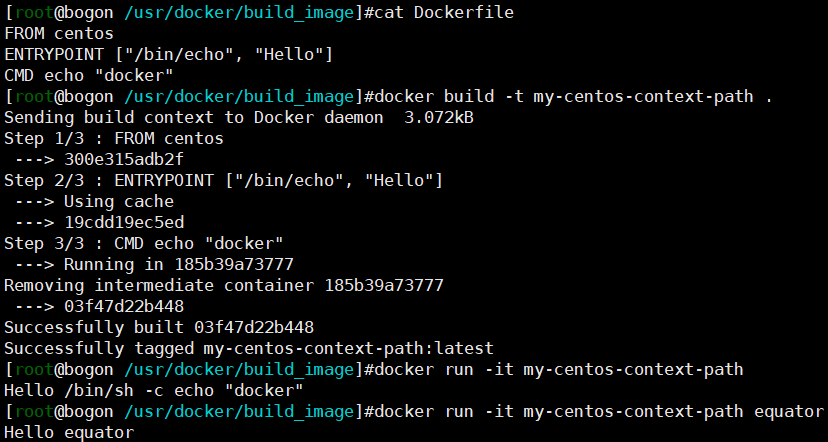 [root@bogon /usr/docker/build_image]#cat Dockerfile
FROM centos
ENTRYPOINT ["/bin/echo", "Hello"]
CMD echo "docker"
[root@bogon /usr/docker/build_image]#docker build -t my-centos-context-path .
Sending build context to Docker daemon  3.072kB
Step 1/3 : FROM centos
 ---> 300e315adb2f
Step 2/3 : ENTRYPOINT ["/bin/echo", "Hello"]
 ---> Using cache
 ---> 19cdd19ec5ed
Step 3/3 : CMD echo "docker"
 ---> Running in 185b39a73777
Removing intermediate container 185b39a73777
 ---> 03f47d22b448
Successfully built 03f47d22b448
Successfully tagged my-centos-context-path:latest
[root@bogon /usr/docker/build_image]#docker run -it my-centos-context-path
Hello /bin/sh -c echo "docker"
[root@bogon /usr/docker/build_image]#docker run -it my-centos-context-path equator
Hello equator